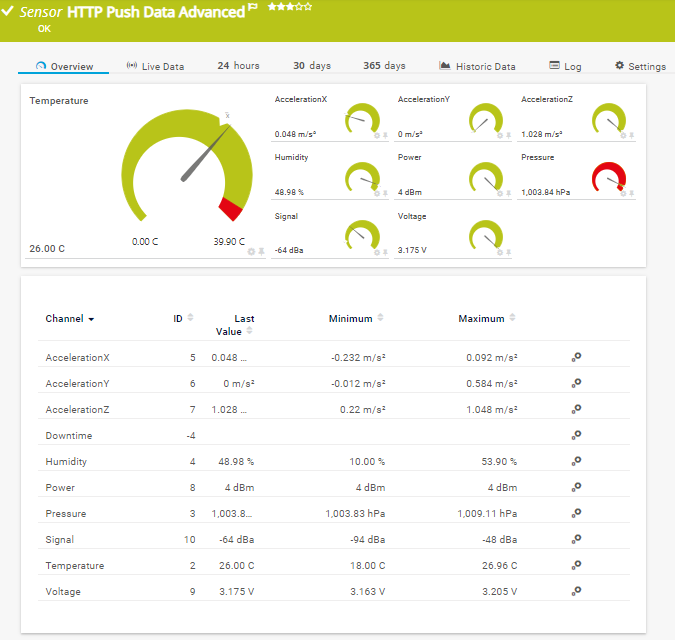 Sensor HTTP Push Data Advanced
OK
Overview
Live Data
24 hours
30 days
365 days
Historic Data
Log
Settings
Temperature
x̄
26.00 C
0.00 C
39.90 C
AccelerationX
0.048 m/s²
AccelerationY
0 m/s²
AccelerationZ
1.028 m/s²
Humidity
48.98 %
Power
4 dBm
Pressure
1,003.84 hPa
Signal
-64 dBa
Voltage
3.175 V
Channel ID Last Value Minimum Maximum
AccelerationX 5 0.048 ... -0.232 m/s² 0.092 m/s²
AccelerationY 6 0 m/s² -0.012 m/s² 0.584 m/s²
AccelerationZ 7 1.028 ... 0.22 m/s² 1.048 m/s²
Downtime -4
Humidity 4 48.98 % 10.00 % 53.90 %
Power 8 4 dBm 4 dBm 4 dBm
Pressure 3 1,003.8... 1,003.83 hPa 1,009.11 hPa
Signal 10 -64 dBa -94 dBa -48 dBa
Temperature 2 26.00 C 18.00 C 26.96 C
Voltage 9 3.175 V 3.163 V 3.205 V